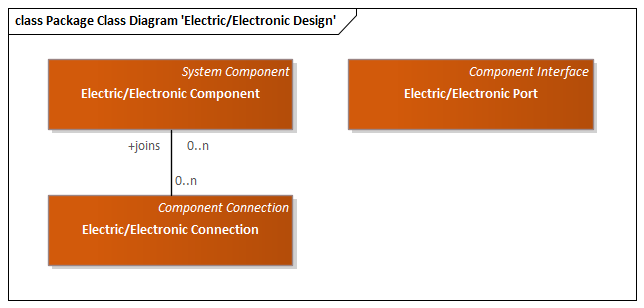 class Package Class Diagram 'Electric/Electronic Design'
System Component
Electric/Electronic Component
Component Interface
Electric/Electronic Port
+joins 0..n
0..n
Component Connection
Electric/Electronic Connection